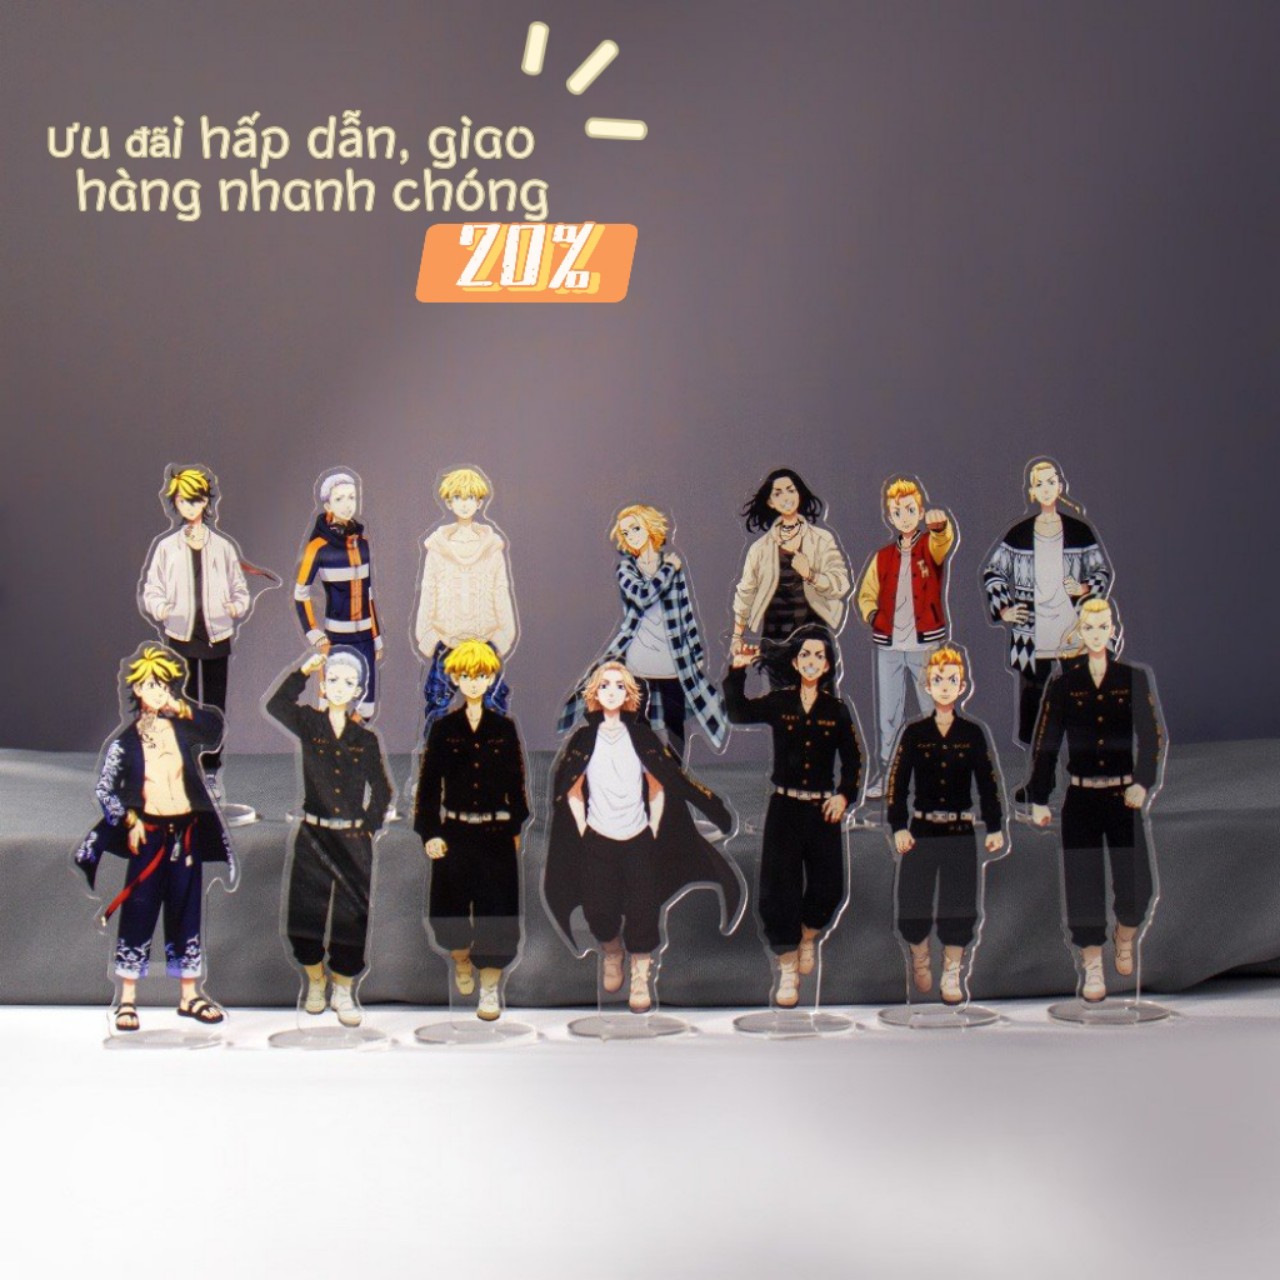 ưu đãi hấp dẫn, giao
hàng nhanh chóng
20%